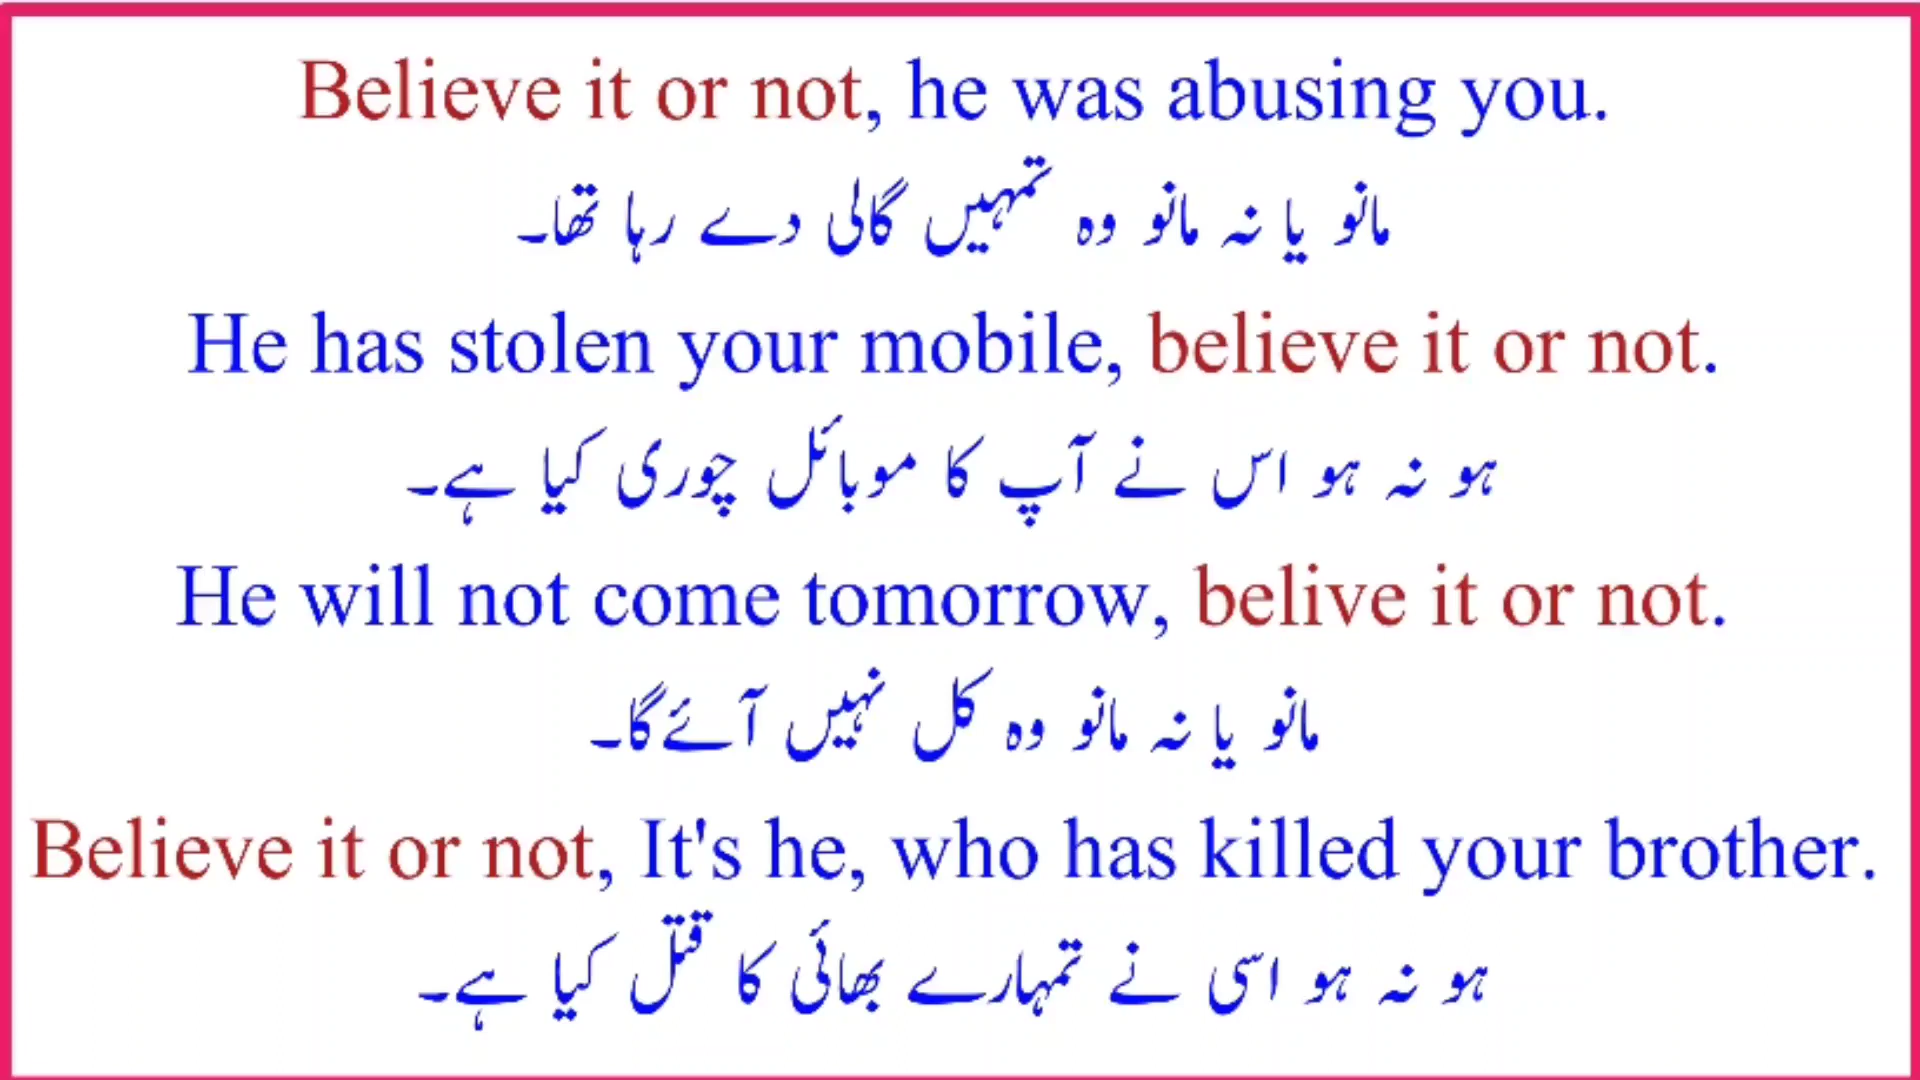 Believe it or not, he was abusing you.
مانو یا نہ مانو وہ تمہیں گالی دے رہا تھا۔
He has stolen your mobile, believe it or not.
ہو نہ ہو اس نے آپ کا موبائل چوری کیا ہے۔
He will not come tomorrow, belive it or not.
مانو یا نہ مانو وہ کل نہیں آئے گا۔
Believe it or not, It's he, who has killed your brother.
ہو نہ ہو اسی نے تمہارے بھائی کا قتل کیا ہے۔